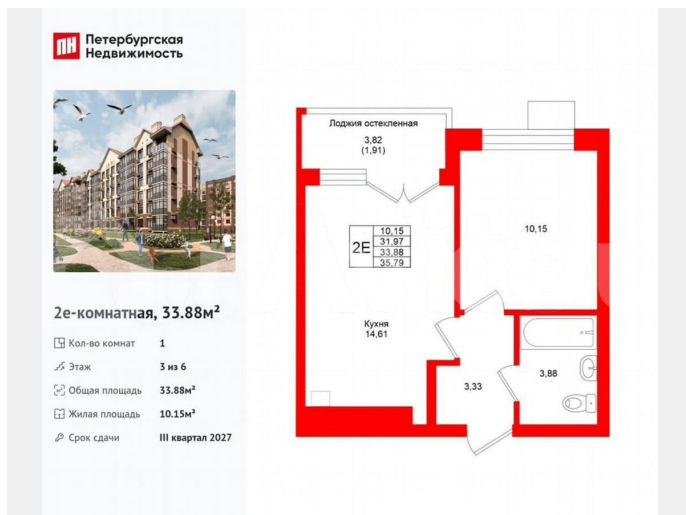 ПН Петербургская
Недвижимость
2е-комнатная, 33.88м²
Кол-во комнат 1
Этаж 3 из 6
Общая площадь 33.88м²
Жилая площадь 10.15м²
Срок сдачи III квартал 2027
Лоджия остекленная
3,82
(1,91)
2Е
10,15
31,97
33,88
35,79
10,15
Кухня
14,61
3,33
3,88